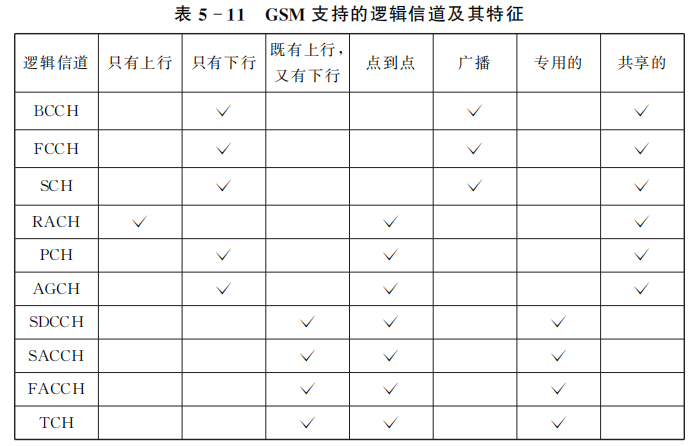 表 5-11 GSM 支持的逻辑信道及其特征
逻辑信道 只有上行 只有下行 既有上行，又有下行 点到点 广播 专用的 共享的
BCCH ✓ ✓ ✓
FCCH ✓ ✓ ✓
SCH ✓ ✓ ✓
RACH ✓ ✓ ✓
PCH ✓ ✓ ✓
AGCH ✓ ✓ ✓
SDCCH ✓ ✓ ✓
SACCH ✓ ✓ ✓
FACCH ✓ ✓ ✓
TCH ✓ ✓ ✓